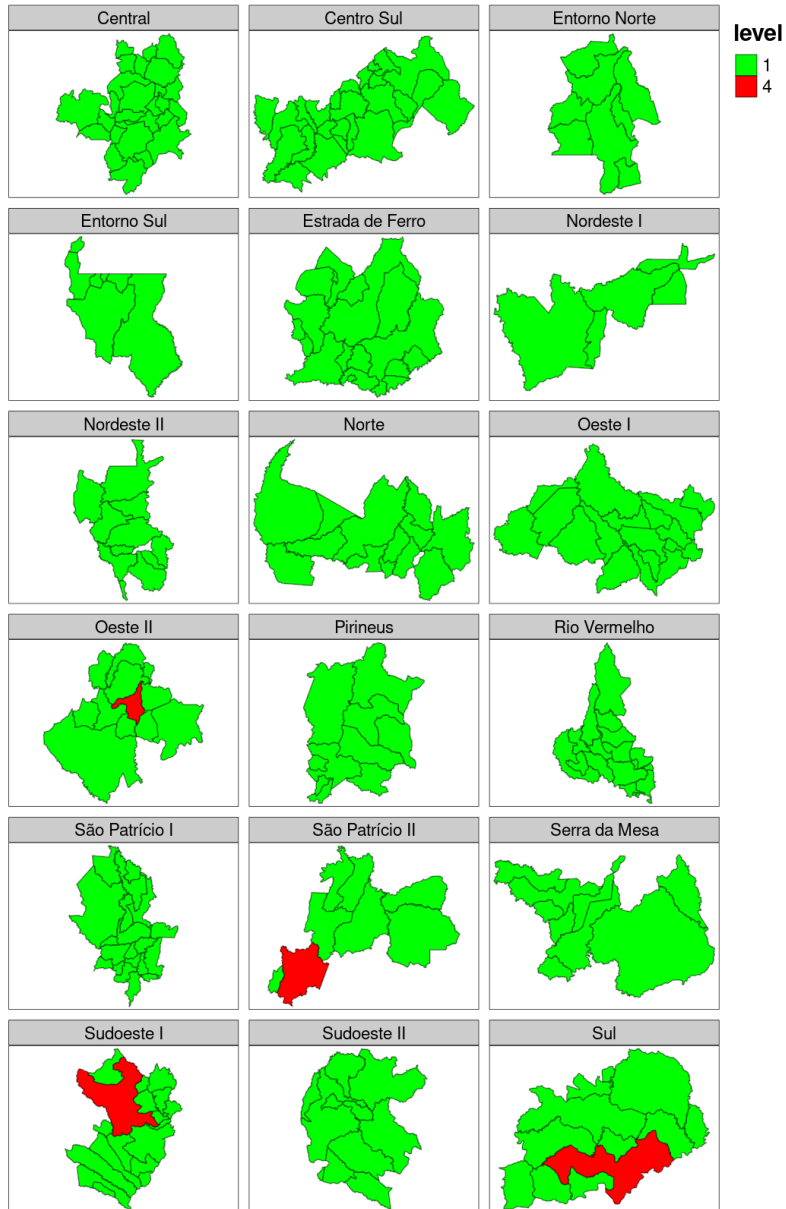 Central
Centro Sul
Entorno Norte
level
1
4
Entorno Sul
Estrada de Ferro
Nordeste I
Nordeste II
Norte
Oeste I
Oeste II
Pirineus
Rio Vermelho
São Patrício I
São Patrício II
Serra da Mesa
Sudoeste I
Sudoeste II
Sul